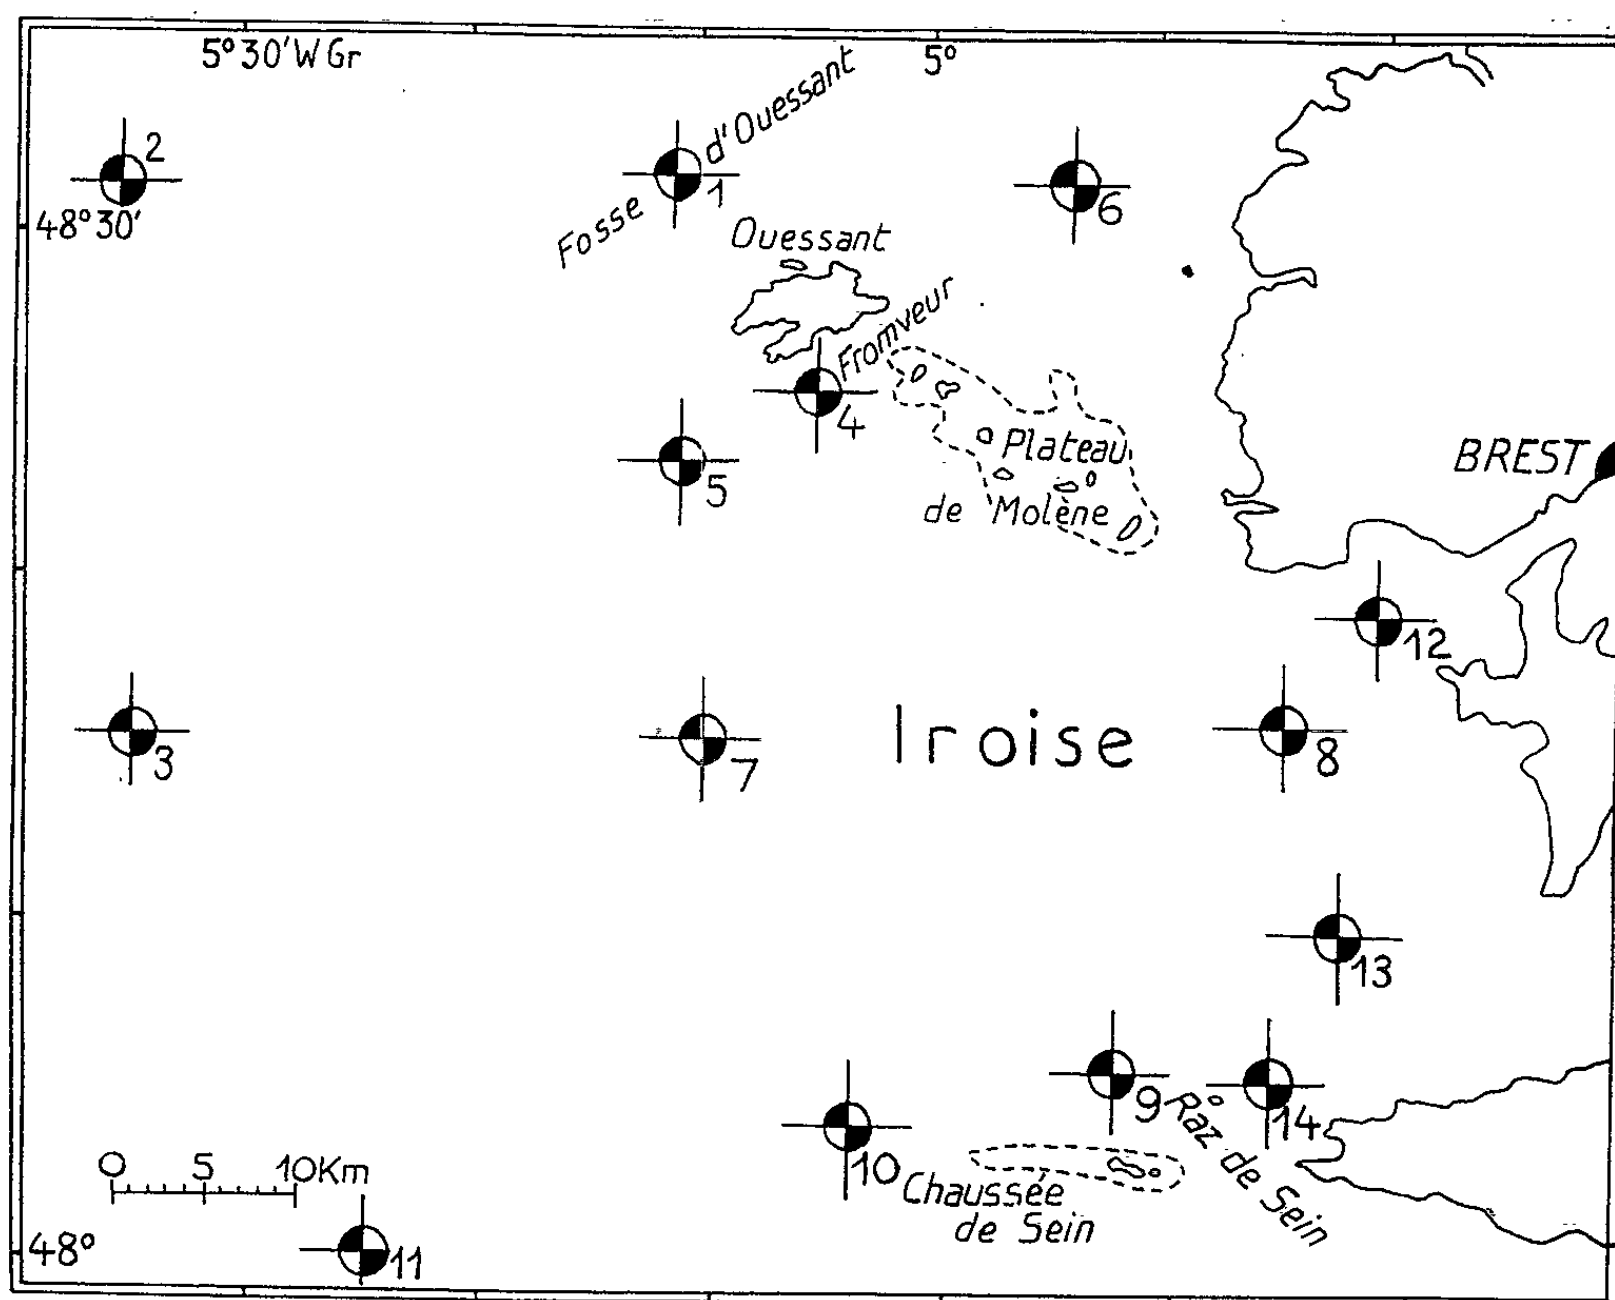 5°30'W Gr
5°
2
Fosse d'Ouessant
1
6
48°30'
Ouessant
Fromveur
4
Plateau
de Molène
BREST
5
12
3
7
Iroise
8
13
9
Raz de Sein
14
10
Chaussée
de Sein
0 5 10Km
48°
11